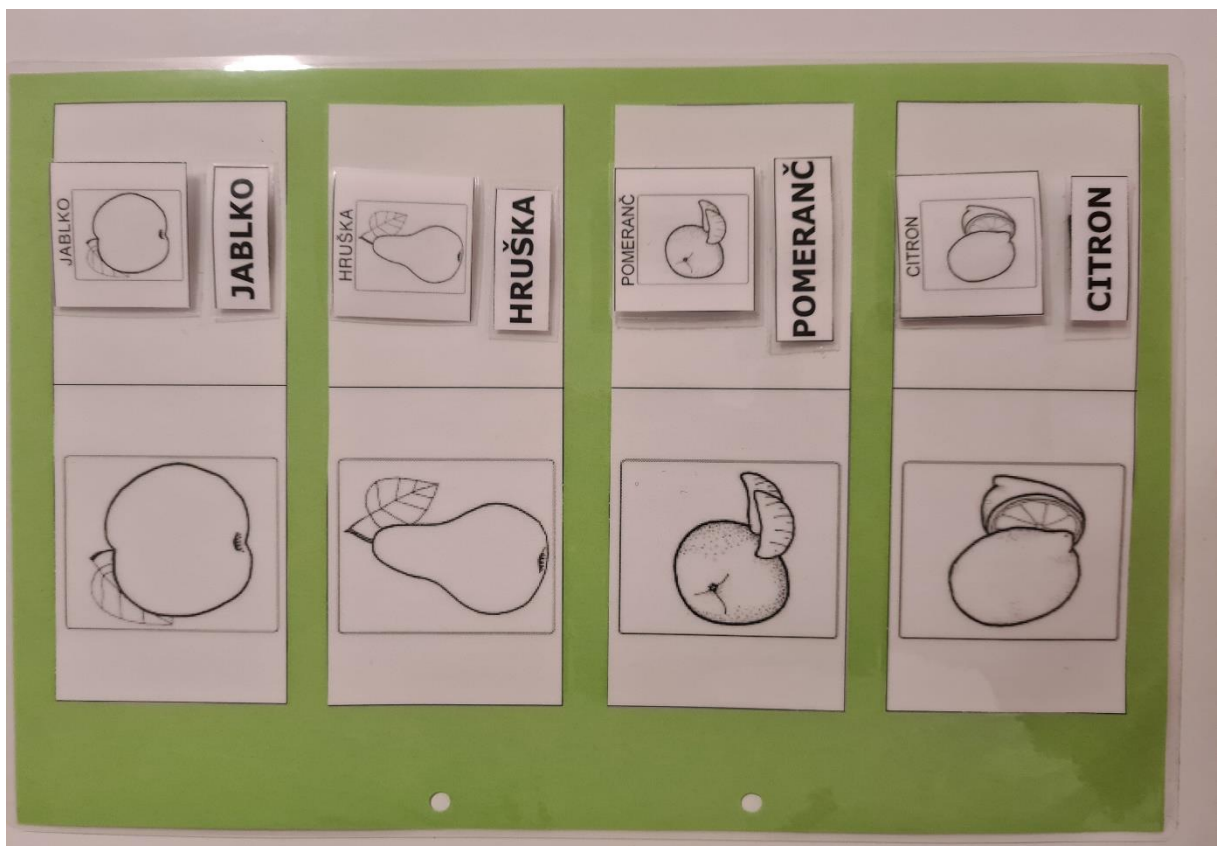 JABLKO
JABLKO
HRUŠKA
HRUŠKA
POMERANČ
POMERANČ
CITRON
CITRON